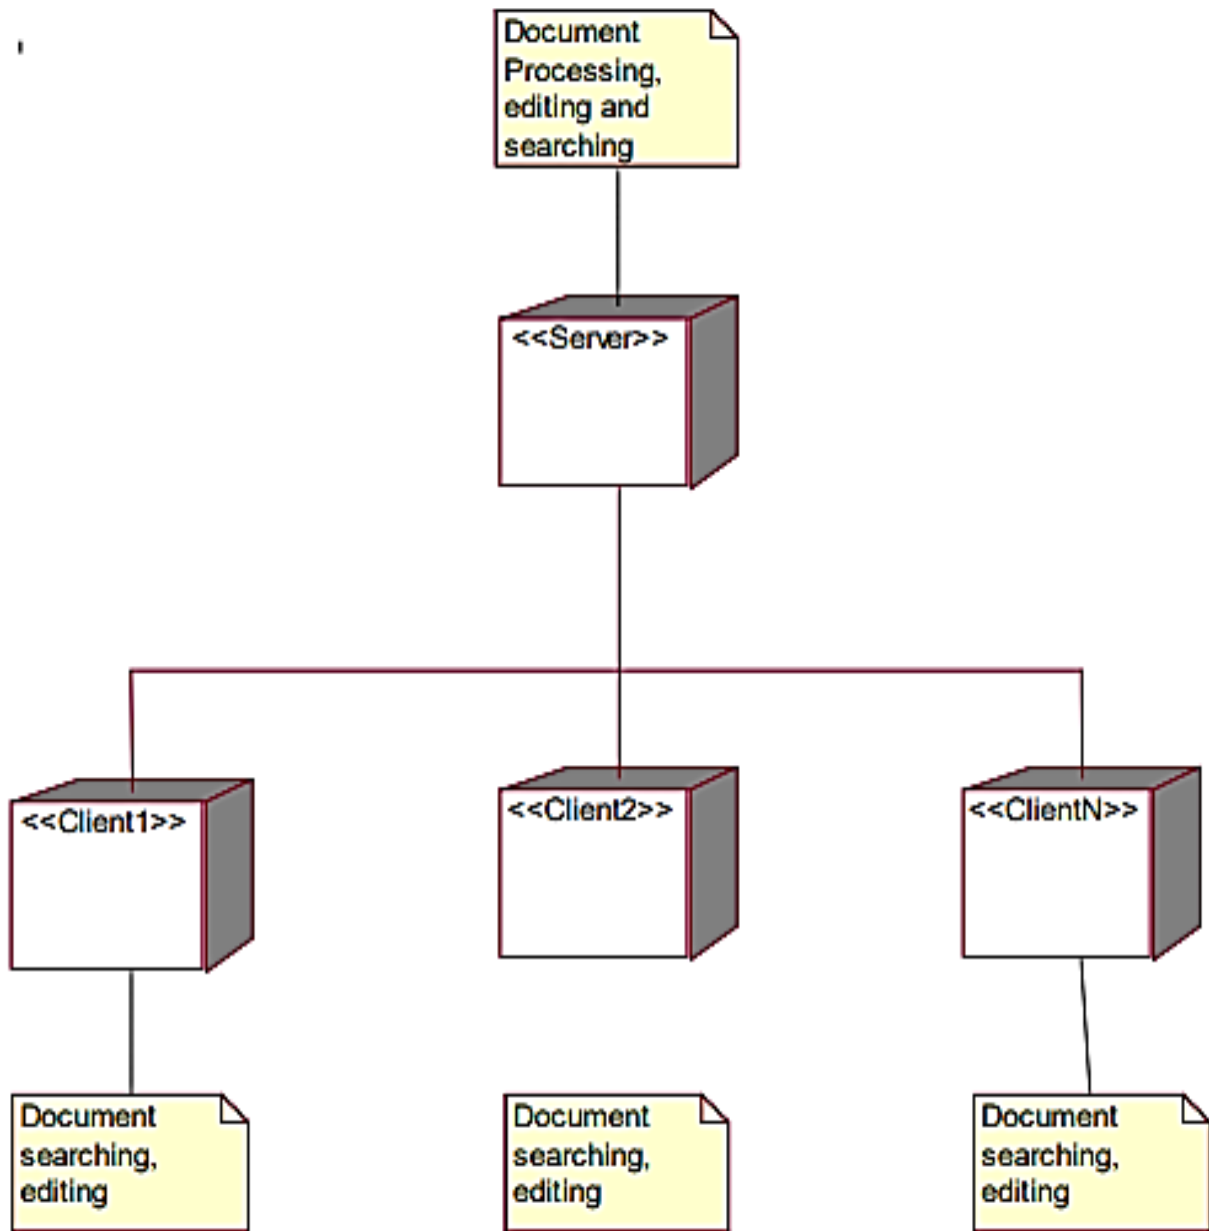 Document
Processing,
editing and
searching
<<Server>>
<<Client1>>
<<Client2>>
<<ClientN>>
Document
searching,
editing
Document
searching,
editing
Document
searching,
editing